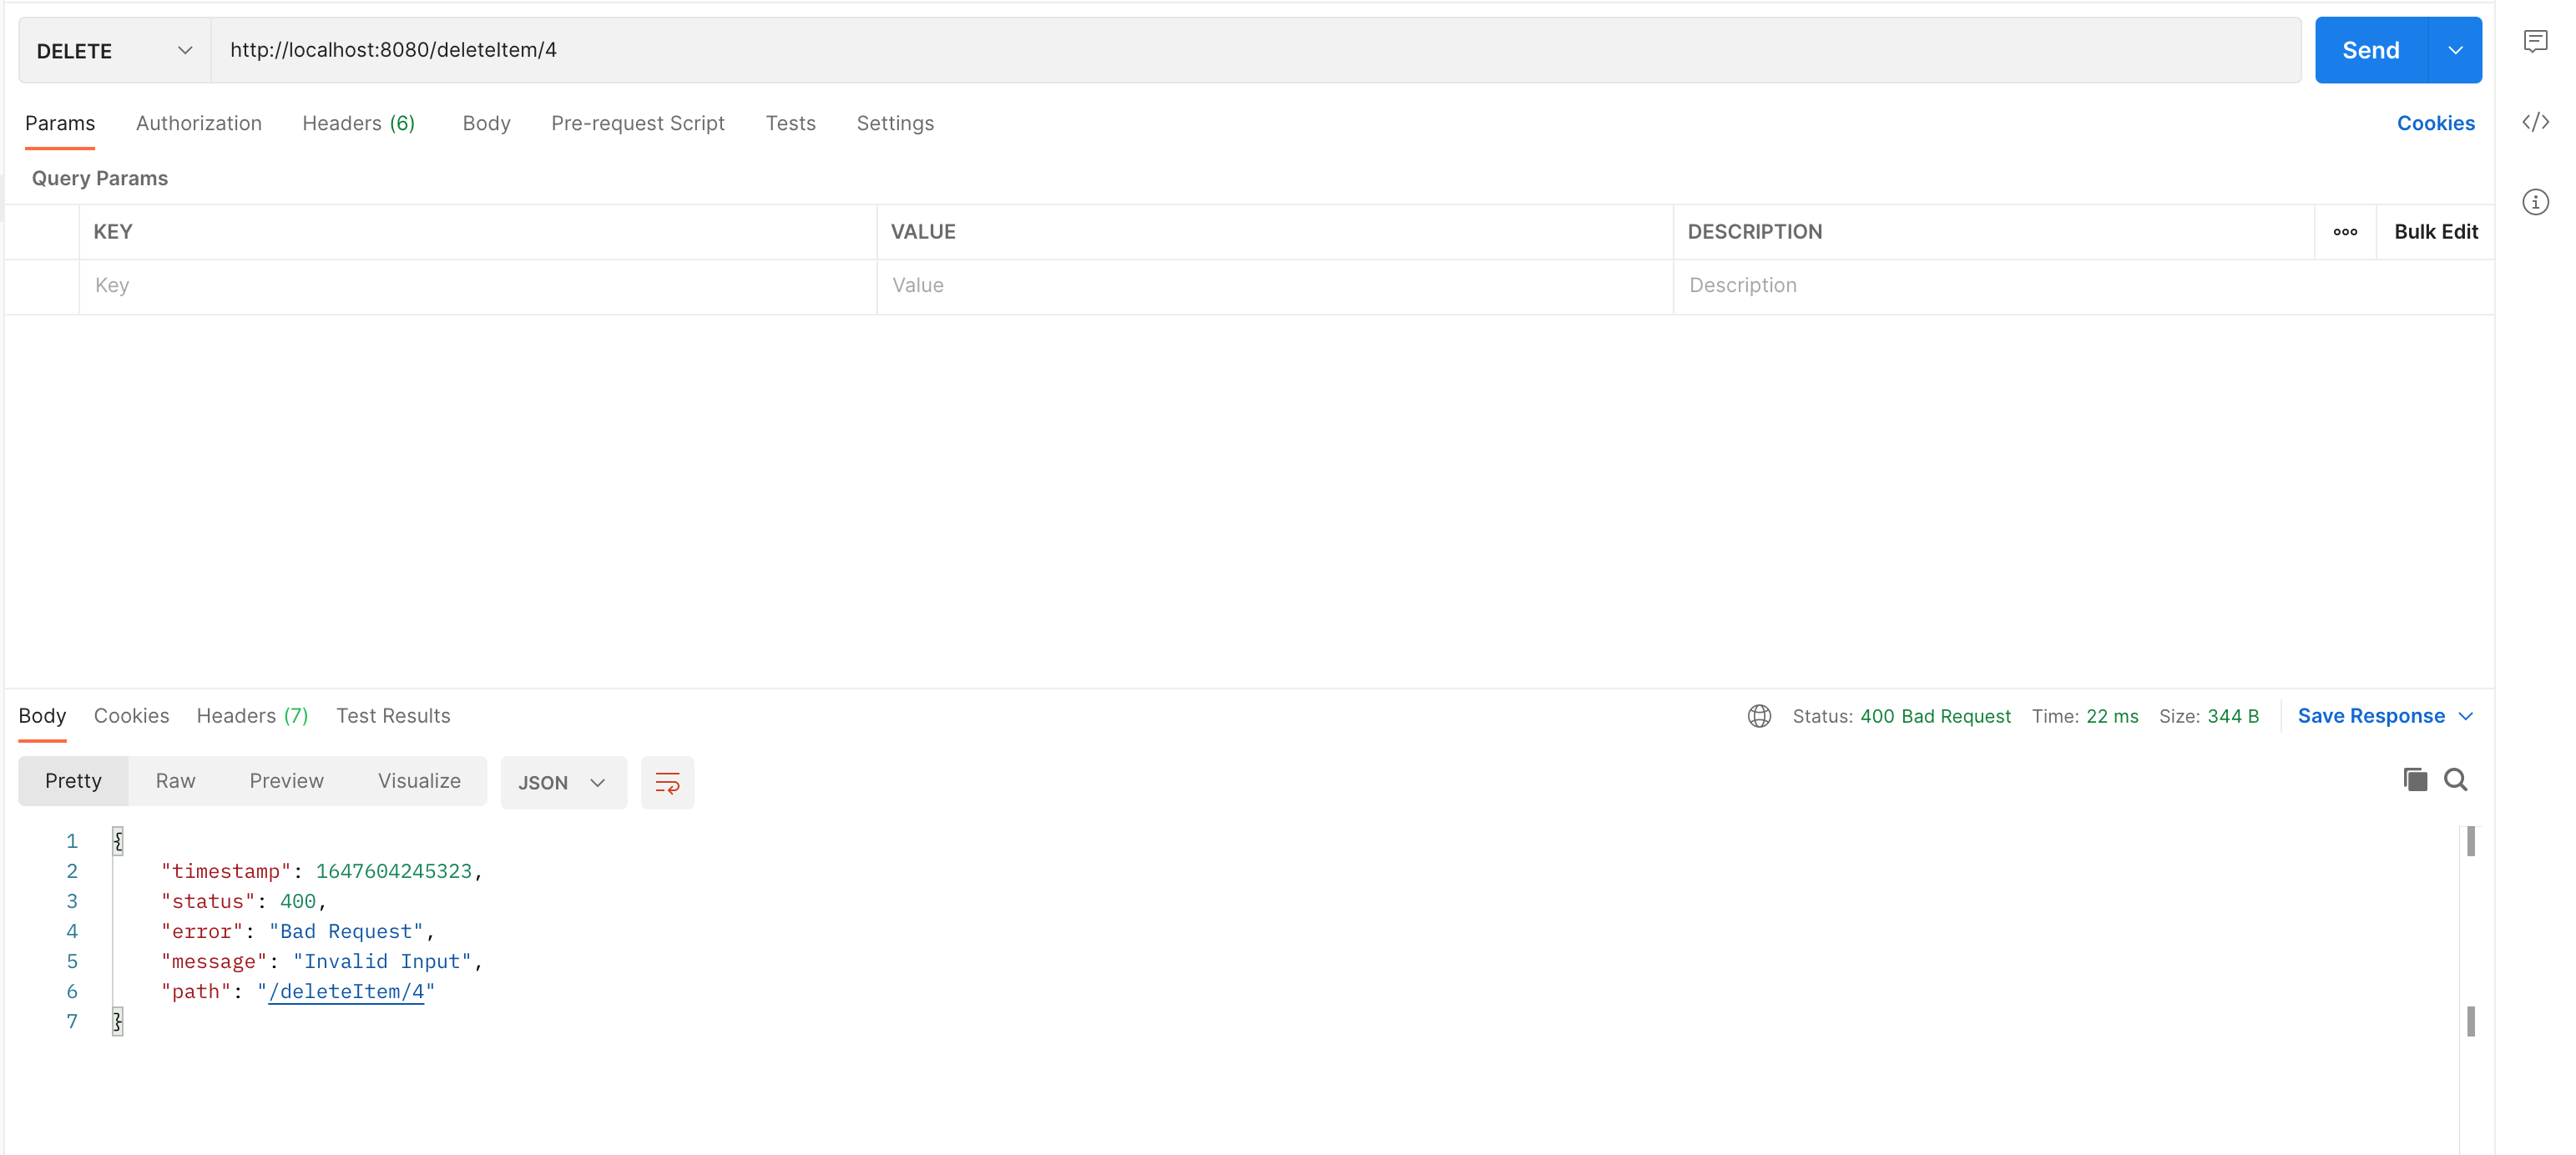 DELETE http://localhost:8080/deleteItem/4 Send
Params Authorization Headers (6) Body Pre-request Script Tests Settings Cookies
Query Params
KEY VALUE DESCRIPTION Bulk Edit
Key Value Description
Body Cookies Headers (7) Test Results Status: 400 Bad Request Time: 22 ms Size: 344 B Save Response
Pretty Raw Preview Visualize JSON
1 {
2 "timestamp": 1647604245323,
3 "status": 400,
4 "error": "Bad Request",
5 "message": "Invalid Input",
6 "path": "/deleteItem/4"
7 }